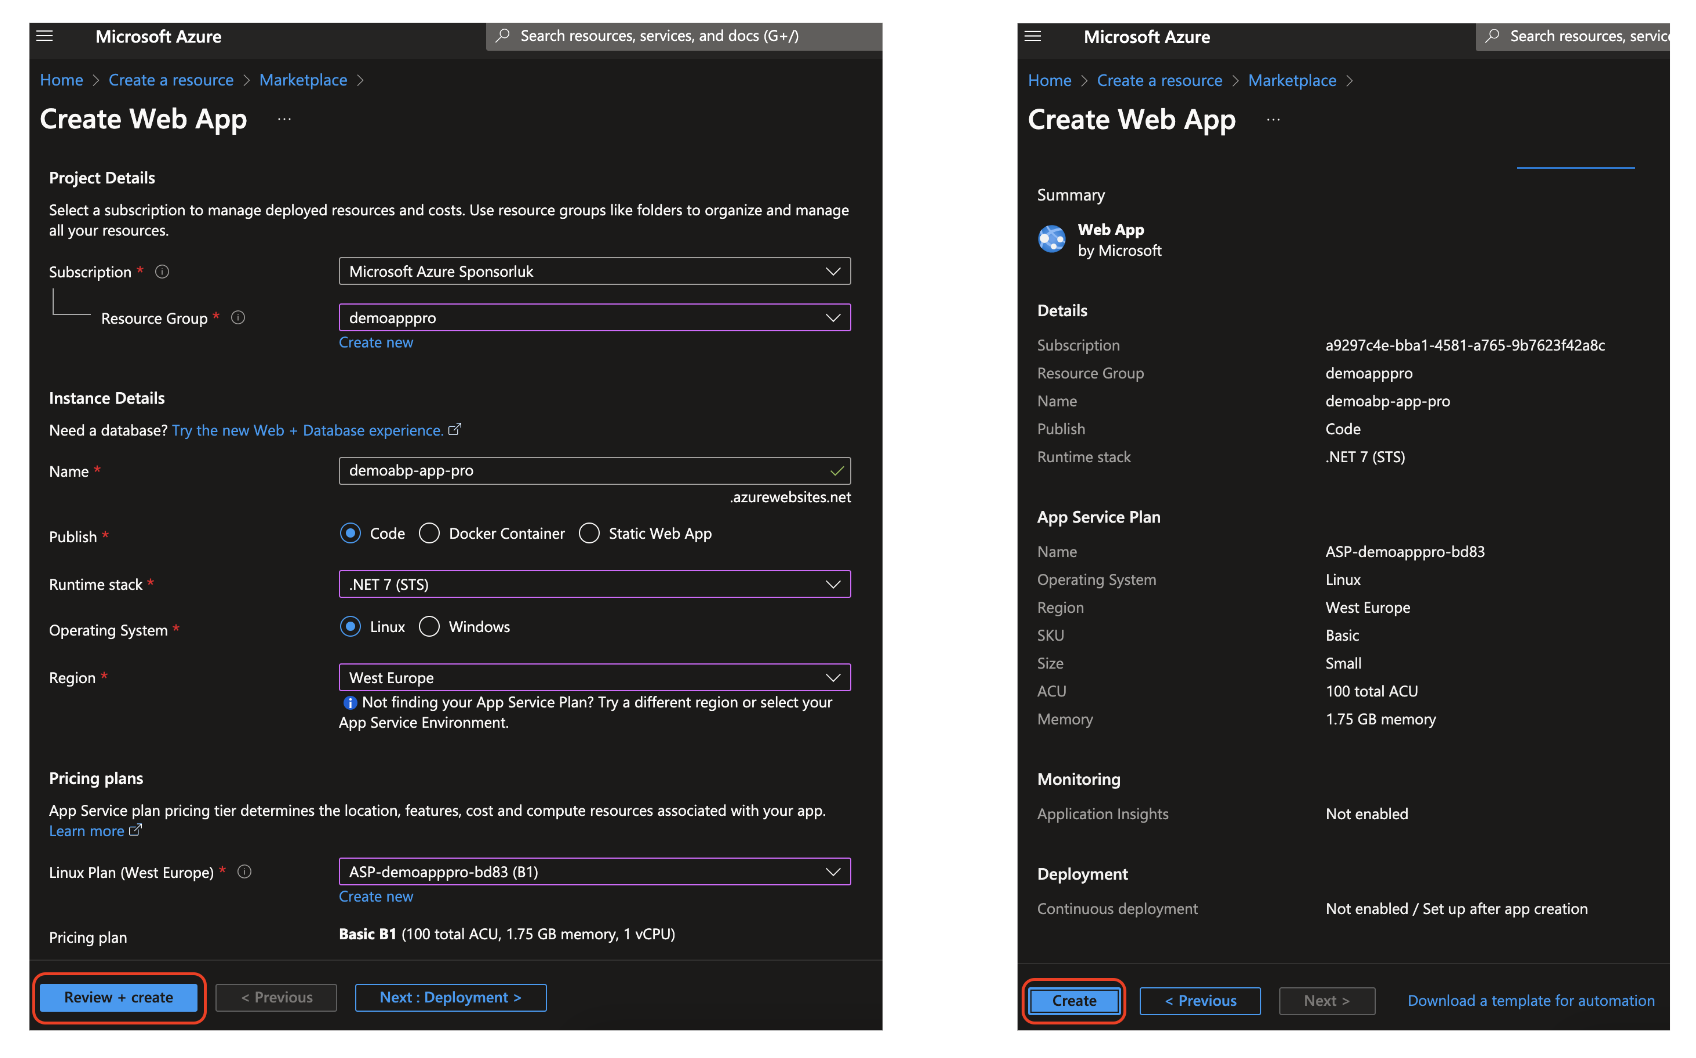 Microsoft Azure
Search resources, services, and docs (G+/)
Home > Create a resource > Marketplace >
Create Web App ...
Project Details
Select a subscription to manage deployed resources and costs. Use resource groups like folders to organize and manage
all your resources.
Subscription *
Microsoft Azure Sponsorluk
Resource Group *
demoapppro
Create new
Instance Details
Need a database? Try the new Web + Database experience.
Name *
demoabp-app-pro
.azurewebsites.net
Publish *
Code Docker Container Static Web App
Runtime stack *
.NET 7 (STS)
Operating System *
Linux Windows
Region *
West Europe
Not finding your App Service Plan? Try a different region or select your
App Service Environment.
Pricing plans
App Service plan pricing tier determines the location, features, cost and compute resources associated with your app.
Learn more
Linux Plan (West Europe) *
ASP-demoapppro-bd83 (B1)
Create new
Pricing plan
Basic B1 (100 total ACU, 1.75 GB memory, 1 vCPU)
Review + create
< Previous
Next : Deployment >
Microsoft Azure
Search resources, servic
Home > Create a resource > Marketplace >
Create Web App ...
Summary
Web App
by Microsoft
Details
Subscription a9297c4e-bba1-4581-a765-9b7623f42a8c
Resource Group demoapppro
Name demoabp-app-pro
Publish Code
Runtime stack .NET 7 (STS)
App Service Plan
Name ASP-demoapppro-bd83
Operating System Linux
Region West Europe
SKU Basic
Size Small
ACU 100 total ACU
Memory 1.75 GB memory
Monitoring
Application Insights Not enabled
Deployment
Continuous deployment Not enabled / Set up after app creation
Create
< Previous
Next >
Download a template for automation